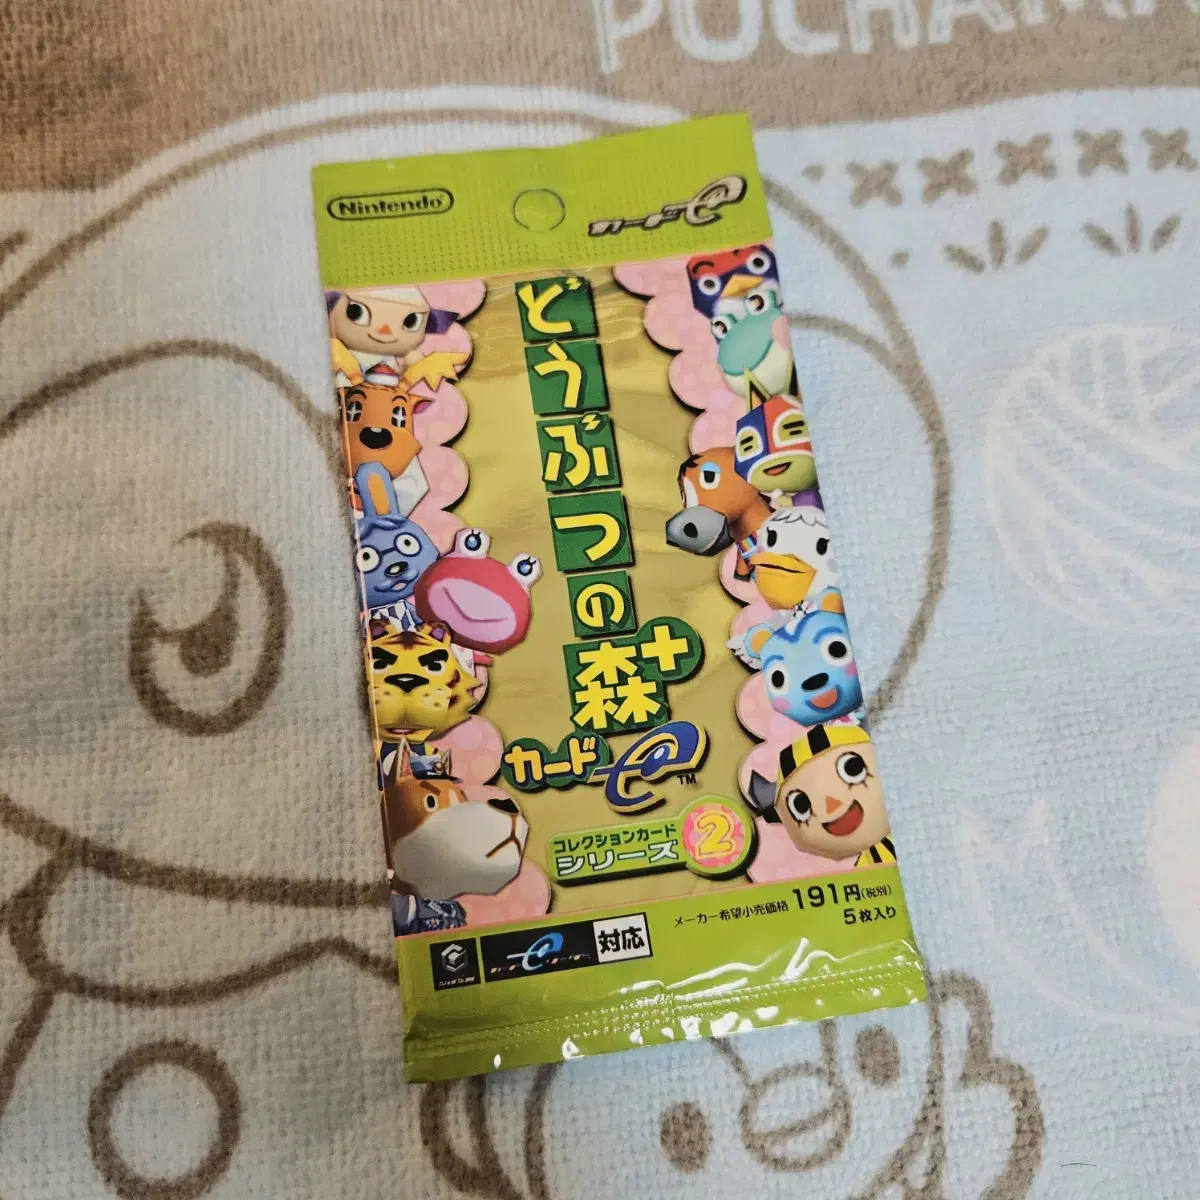 POCHAMA
Nintendo
カードe
どうぶつの森+
カードe TM
コレクションカード
シリーズ 2
メーカー希望小売価格 191円(税別)
5枚入り
対応